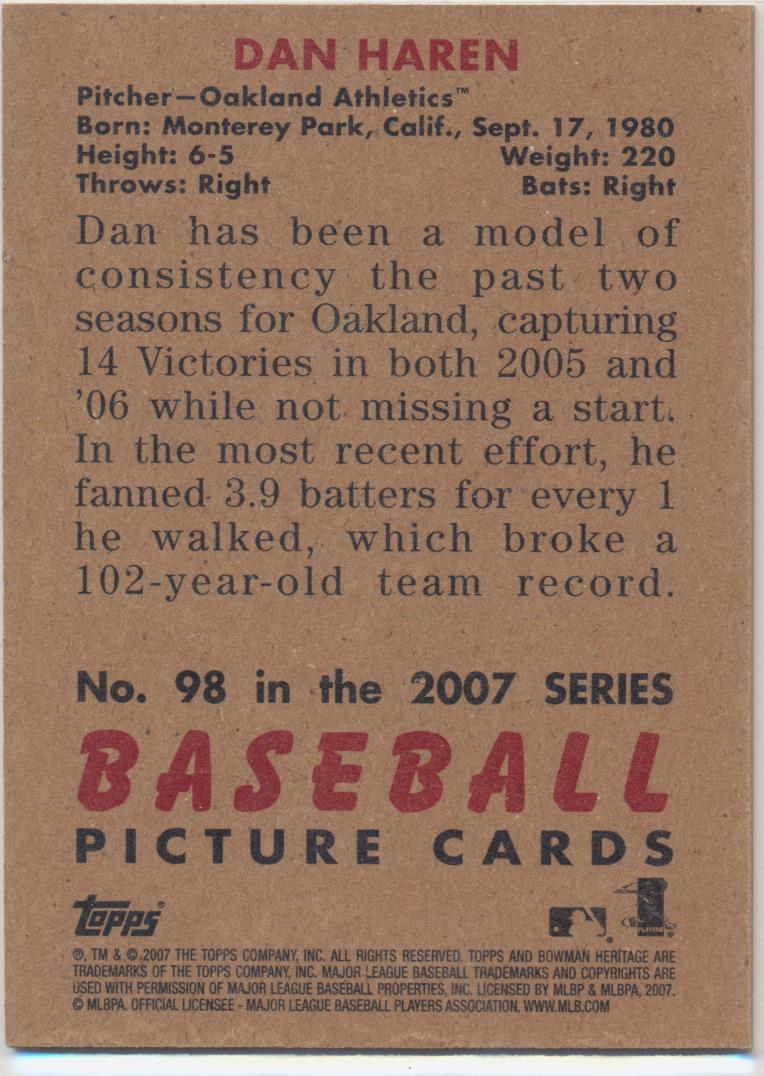 DAN HAREN
Pitcher—Oakland Athletics™
Born: Monterey Park, Calif., Sept. 17, 1980
Height: 6-5 Weight: 220
Throws: Right Bats: Right
Dan has been a model of
consistency the past two
seasons for Oakland, capturing
14 Victories in both 2005 and
'06 while not missing a start.
In the most recent effort, he
fanned 3.9 batters for every 1
he walked, which broke a
102-year-old team record.
No. 98 in the 2007 SERIES
BASEBALL
PICTURE CARDS
topps
PLAYERS
®, TM & © 2007 THE TOPPS COMPANY, INC. ALL RIGHTS RESERVED. TOPPS AND BOWMAN HERITAGE ARE
TRADEMARKS OF THE TOPPS COMPANY, INC. MAJOR LEAGUE BASEBALL TRADEMARKS AND COPYRIGHTS ARE
USED WITH PERMISSION OF MAJOR LEAGUE BASEBALL PROPERTIES, INC. LICENSED BY MLBP & MLBPA, 2007.
© MLBPA. OFFICIAL LICENSEE - MAJOR LEAGUE BASEBALL PLAYERS ASSOCIATION. WWW.MLB.COM